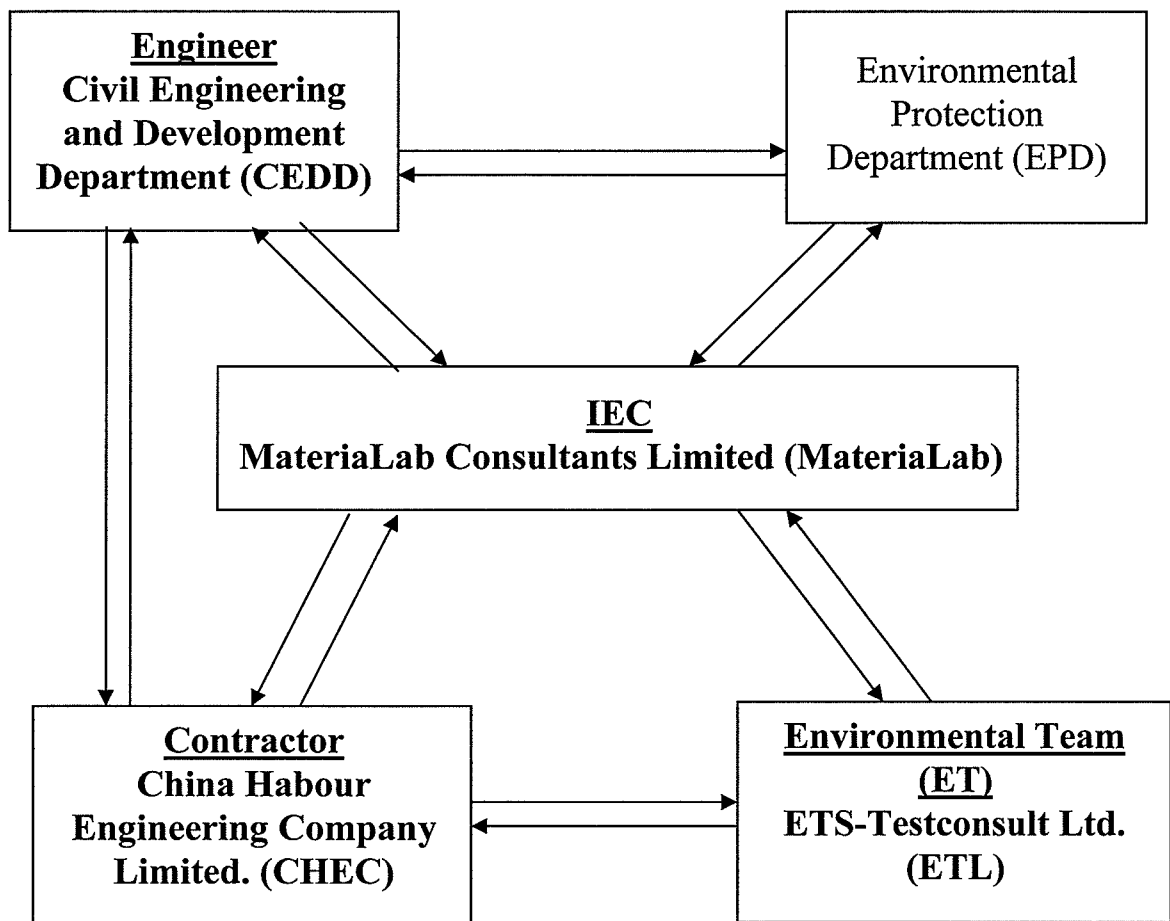 Engineer
Civil Engineering
and Development
Department (CEDD)
Environmental
Protection
Department (EPD)
IEC
MateriaLab Consultants Limited (MateriaLab)
Contractor
China Habour
Engineering Company
Limited. (CHEC)
Environmental Team
(ET)
ETS-Testconsult Ltd.
(ETL)